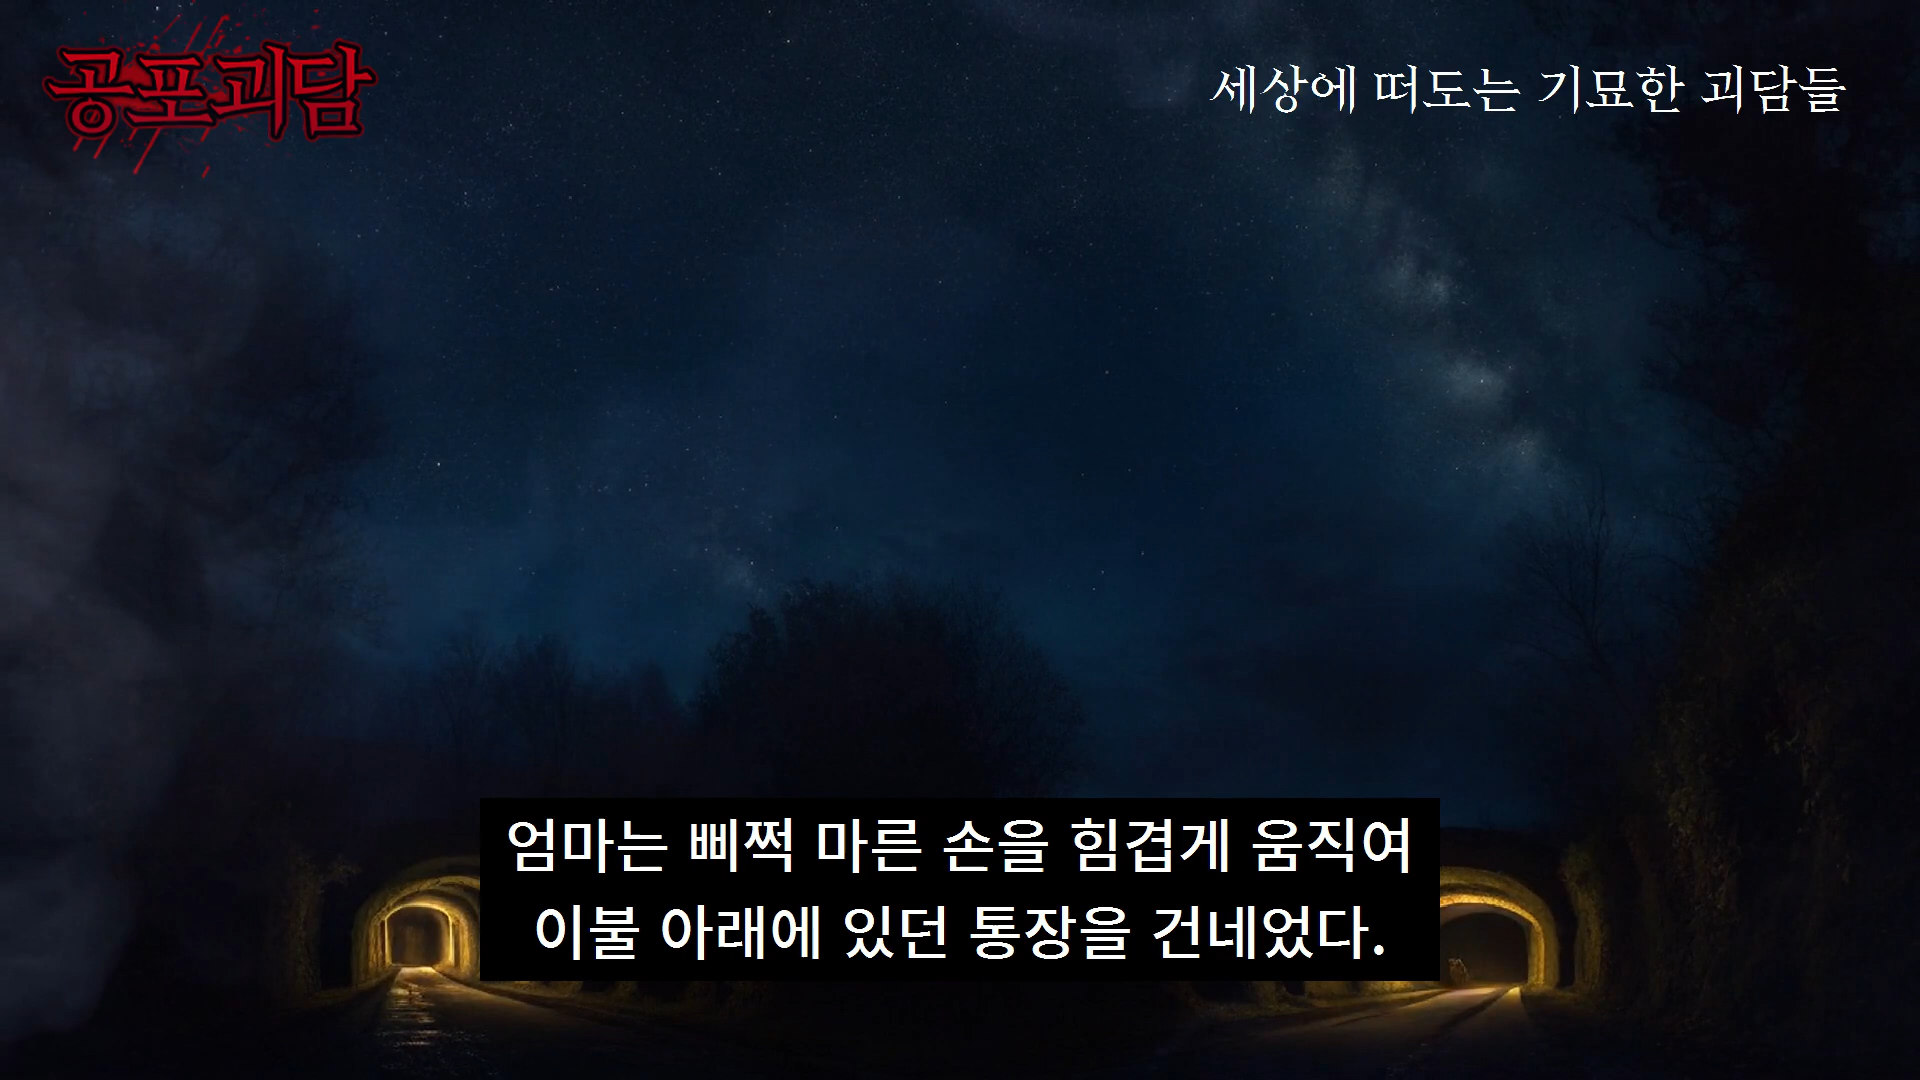 공포괴담
세상에 떠도는 기묘한 괴담들
엄마는 삐쩍 마른 손을 힘겹게 움직여
이불 아래에 있던 통장을 건네었다.